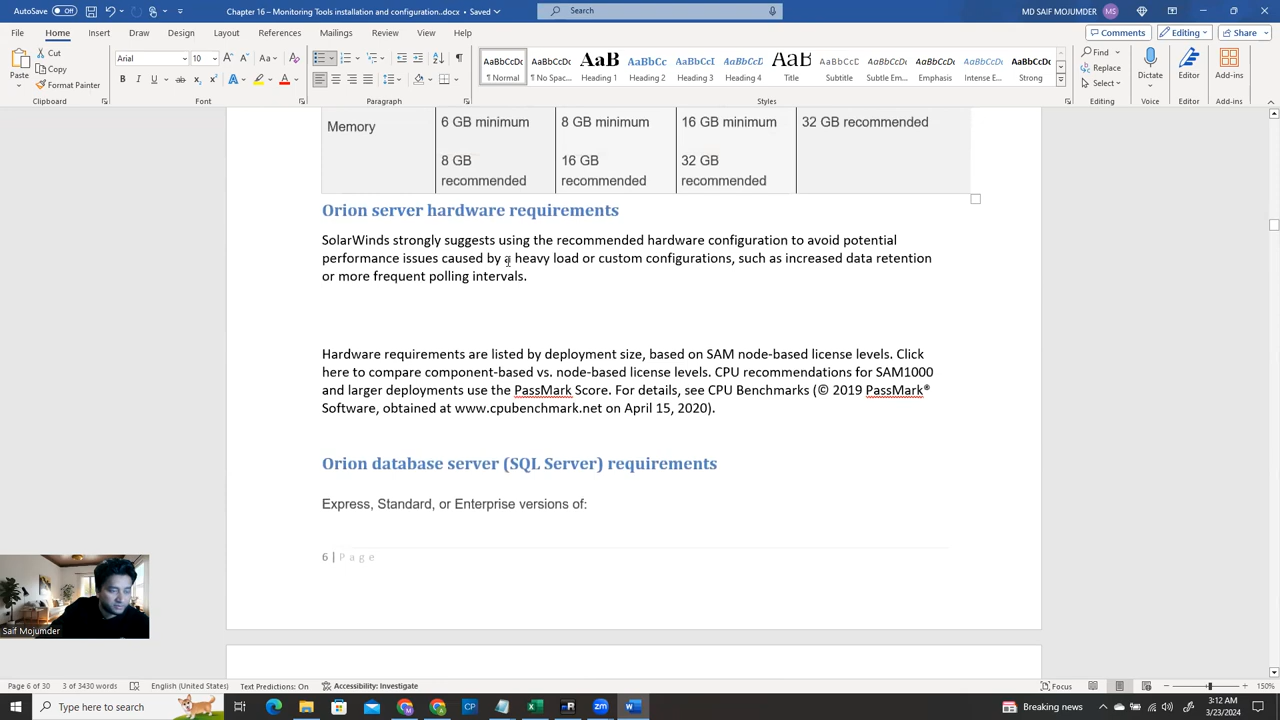 Chapter 16 – Monitoring Tools Installation and Upgrade Do...
Search
MD SAIF MOJUMDER
MS
File Home Insert Draw Design Layout References Mailings Review View Help
Comments Editing Share
Paste
Cut
Copy
Format Painter
Clipboard
Arial 10
Font
Paragraph
AaBbCcDc AaBbCcDc AaB AaBbCc AaBbCcI AaBbCcL AaB AaBbCcD AaBbCcDt AaBbCcDt AaBbCcDt AaBbCcDc
¶ Normal ¶ No Spac... Heading 1 Heading 2 Heading 3 Heading 4 Title Subtitle Subtle Em... Emphasis Intense E... Strong
Styles
Find
Replace
Select
Editing
Dictate
Voice
Editor
Editor
Add-ins
Add-ins
Memory
6 GB minimum 8 GB minimum 16 GB minimum 32 GB recommended
8 GB 16 GB 32 GB
recommended recommended recommended
Orion server hardware requirements
SolarWinds strongly suggests using the recommended hardware configuration to avoid potential
performance issues caused by a heavy load or custom configurations, such as increased data retention
or more frequent polling intervals.
Hardware requirements are listed by deployment size, based on SAM node-based license levels. Click
here to compare component-based vs. node-based license levels. CPU recommendations for SAM1000
and larger deployments use the PassMark Score. For details, see CPU Benchmarks (© 2019 PassMark®
Software, obtained at www.cpubenchmark.net on April 15, 2020).
Orion database server (SQL Server) requirements
Express, Standard, or Enterprise versions of:
6 | Page
Saif Mojumder
Page 6 of 30 3 of 3430 words English (United States) Text Predictions: On Accessibility: Investigate
Focus 150%
Type here to search
Breaking news
3:12 AM
3/23/2024